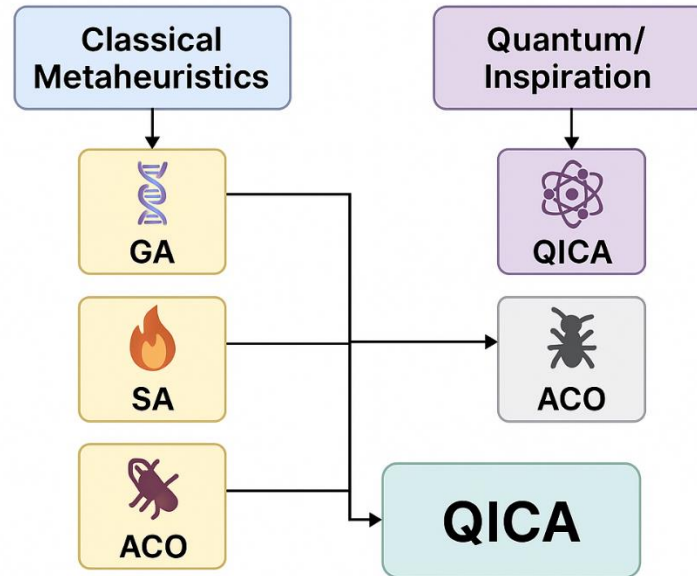 Classical
Metaheuristics
Quantum/
Inspiration
GA
QICA
SA
ACO
ACO
QICA